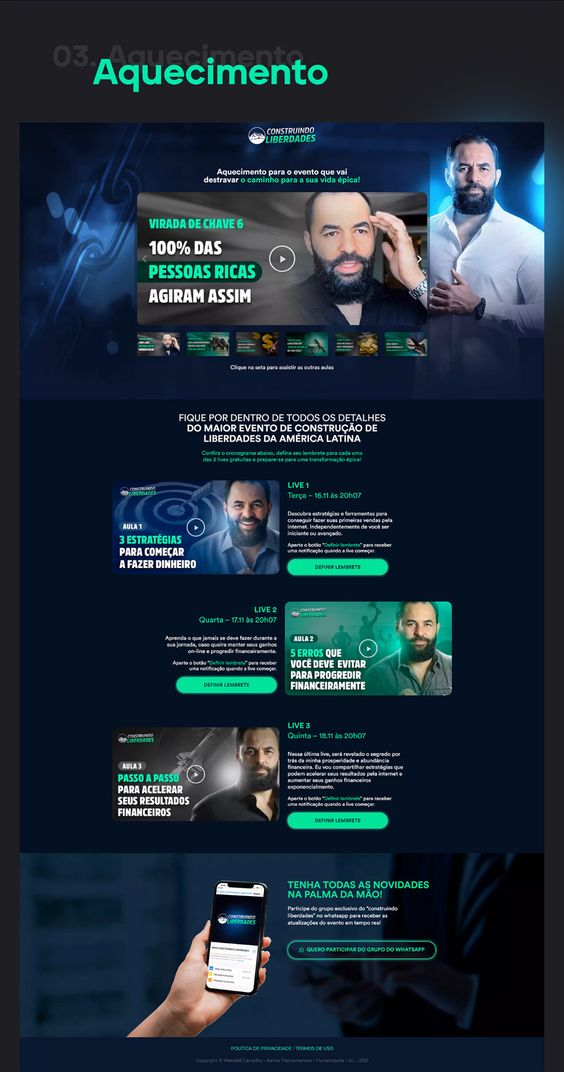 03. Aquecimento
Aquecimento
CONSTRUINDO
LIBERDADES
Aquecimento para o evento que vai
destravar o caminho para a sua vida épica!
VIRADA DE CHAVE 6
100% DAS
PESSOAS RICAS
AGIRAM ASSIM
Clique na seta para assistir as outras aulas
FIQUE POR DENTRO DE TODOS OS DETALHES
DO MAIOR EVENTO DE CONSTRUÇÃO DE
LIBERDADES DA AMÉRICA LATINA
Confira o cronograma abaixo, defina seu lembrete para cada uma
das 3 lives gratuitas e prepare-se para uma transformação épica!
CONSTRUINDO
LIBERDADES
AULA 1
3 ESTRATÉGIAS
PARA COMEÇAR
A FAZER DINHEIRO
LIVE 1
Terça – 16.11 às 20h07
Descubra estratégias e ferramentas para
conseguir fazer suas primeiras vendas pela
internet. Independentemente de você ser
iniciante ou avançado.
Aperte o botão "Definir lembrete" para receber
uma notificação quando a live começar.
DEFINIR LEMBRETE
LIVE 2
Quarta – 17.11 às 20h07
Aprenda o que jamais se deve fazer durante a
sua jornada, caso queira manter seus ganhos
on-line e progredir financeiramente.
Aperte o botão "Definir lembrete" para receber
uma notificação quando a live começar.
DEFINIR LEMBRETE
CONSTRUINDO
LIBERDADES
AULA 2
5 ERROS QUE
VOCÊ DEVE EVITAR
PARA PROGREDIR
FINANCEIRAMENTE
CONSTRUINDO
LIBERDADES
AULA 3
PASSO A PASSO
PARA ACELERAR
SEUS RESULTADOS
FINANCEIROS
LIVE 3
Quinta – 18.11 às 20h07
Nessa última live, será revelado o segredo por
trás da minha prosperidade e abundância
financeira. Eu vou compartilhar estratégias que
podem acelerar seus resultados pela internet e
aumentar seus ganhos financeiros
exponencialmente.
Aperte o botão "Definir lembrete" para receber
uma notificação quando a live começar.
DEFINIR LEMBRETE
CONSTRUINDO
LIBERDADES
TENHA TODAS AS NOVIDADES
NA PALMA DA MÃO!
Participe do grupo exclusivo do "construindo
liberdades" no whatsapp para receber as
atualizações do evento em tempo real
QUERO PARTICIPAR DO GRUPO DO WHATSAPP
POLÍTICA DE PRIVACIDADE | TERMOS DE USO
Copyright © Wendell Carvalho – Kairos Treinamentos – Florianópolis – SC – 2021